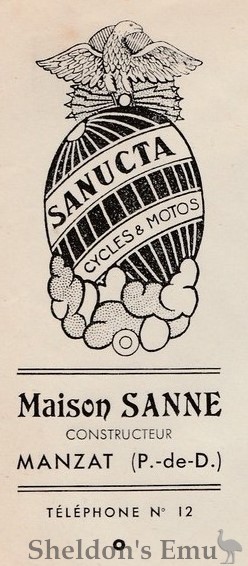 SANUCTA
CYCLES & MOTOS
Maison SANNE
CONSTRUCTEUR
MANZAT (P.-de-D.)
TÉLÉPHONE N° 12
Sheldon's Emu